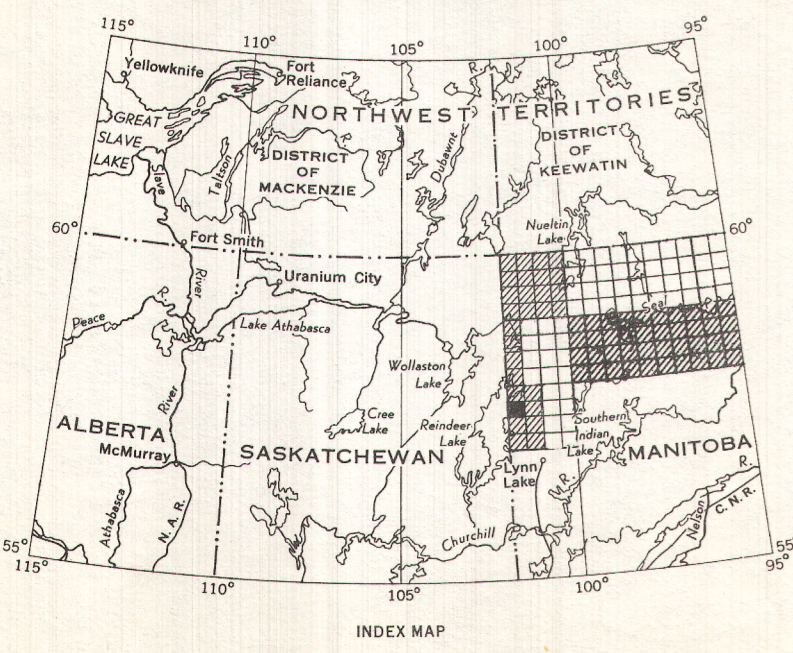 115°
110°
105°
100°
95°
Yellowknife
Fort
Reliance
R.
GREAT
SLAVE
LAKE
NORTHWEST TERRITORIES
DISTRICT
OF
MACKENZIE
R.
DISTRICT
OF
KEEWATIN
Taltson
Dubawnt
Slave
River
Nueltin
Lake
60°
60°
Fort Smith
Uranium City
Peace
R.
Lake Athabasca
Seal
R.
Wollaston
Lake
River
Cree
Lake
Reindeer
Lake
Southern
Indian
Lake
ALBERTA
McMurray
SASKATCHEWAN
MANITOBA
Lynn
Lake
R.
Athabasca
N.A.R.
Churchill
Nelson
R.
C.N.R.
55°
115°
110°
105°
100°
55
95°
INDEX MAP